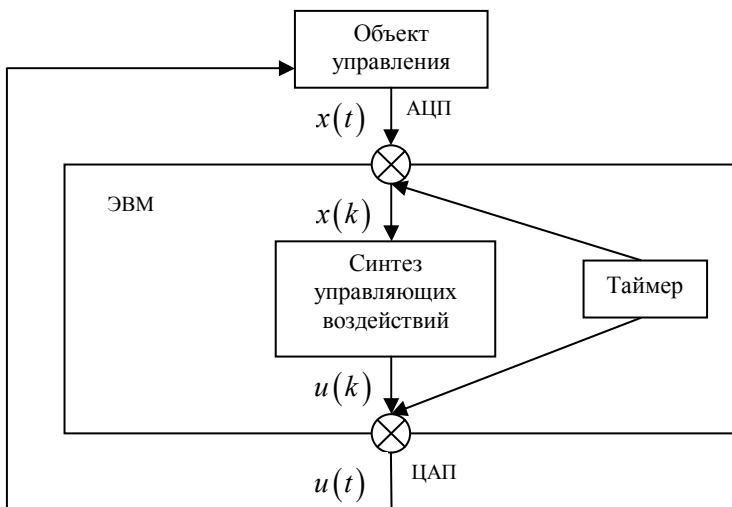 Объект
управления
АЦП
x(t)
ЭВМ
x(k)
Синтез
управляющих
воздействий
Таймер
u(k)
ЦАП
u(t)